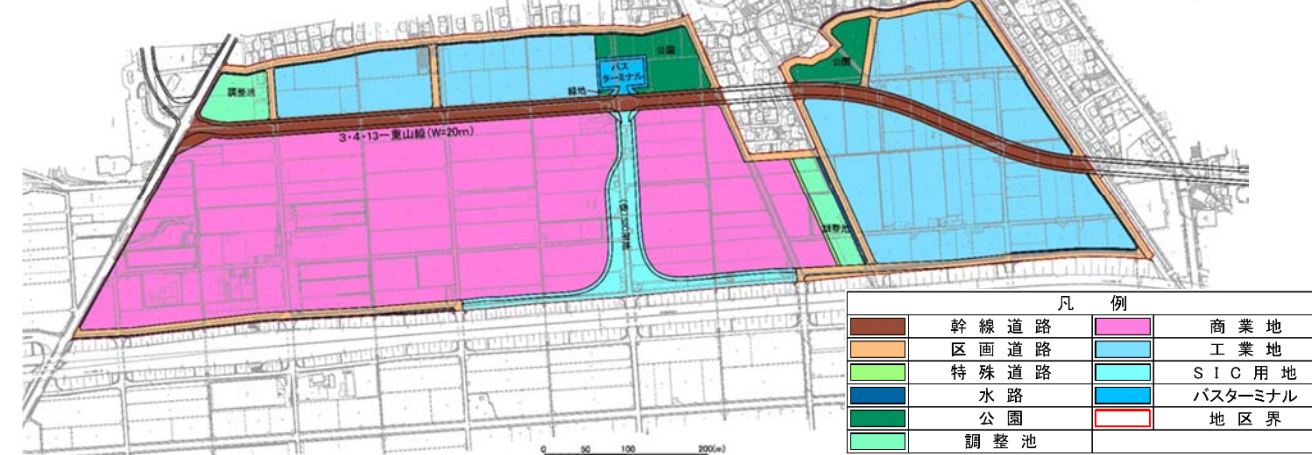 公園
バス
ターミナル
公園
調整池
緑地
3・4・13一重山線(W=20m)
調整池
0 50 100 200(m)
凡 例
幹線道路 商業地
区画道路 工業地
特殊道路 SIC用地
水路 バスターミナル
公園 地区界
調整池